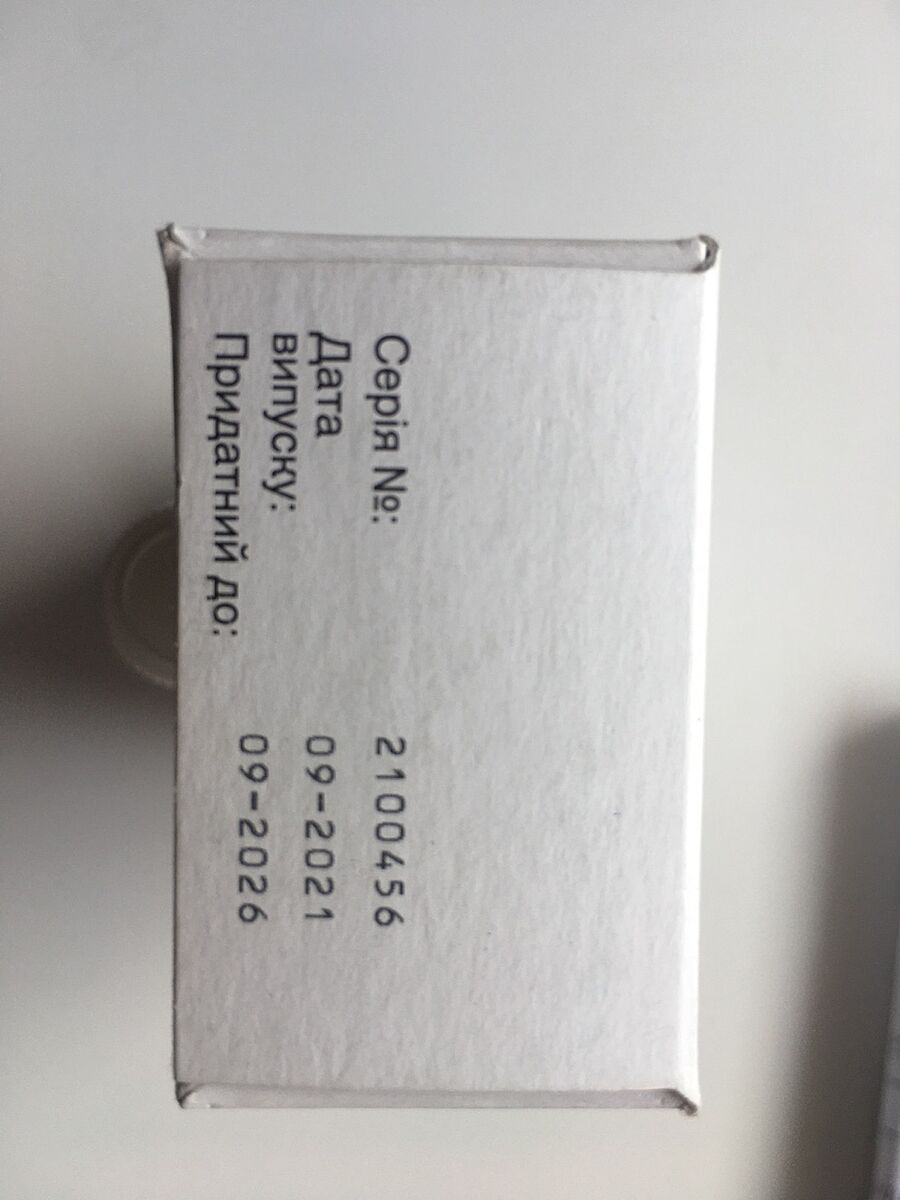 Серія №: 2100456
Дата
випуску: 09-2021
Придатний до: 09-2026